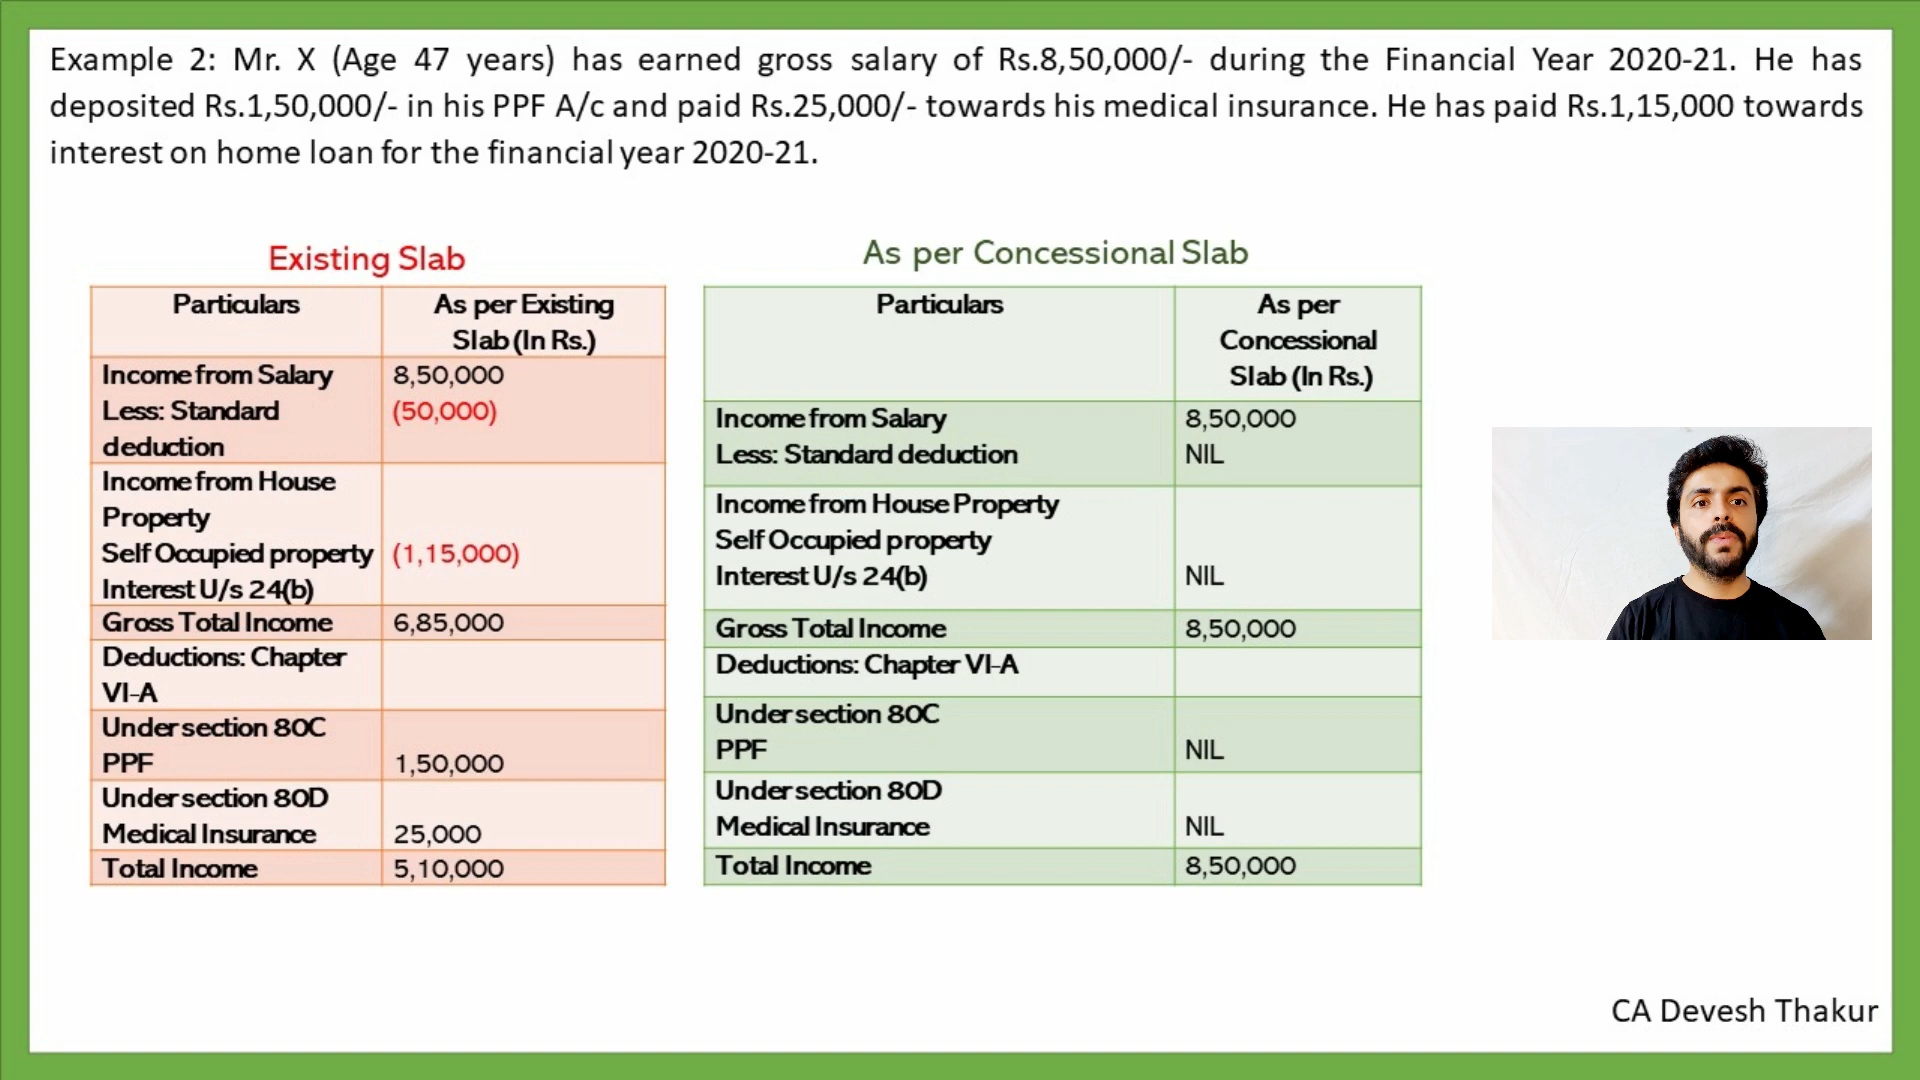 Example 2: Mr. X (Age 47 years) has earned gross salary of Rs.8,50,000/- during the Financial Year 2020-21. He has
deposited Rs.1,50,000/- in his PPF A/c and paid Rs.25,000/- towards his medical insurance. He has paid Rs.1,15,000 towards
interest on home loan for the financial year 2020-21.
Existing Slab
Particulars As per Existing
Slab (In Rs.)
Income from Salary 8,50,000
Less: Standard (50,000)
deduction
Income from House
Property
Self Occupied property (1,15,000)
Interest U/s 24(b)
Gross Total Income 6,85,000
Deductions: Chapter
VI-A
Under section 80C
PPF 1,50,000
Under section 80D
Medical Insurance 25,000
Total Income 5,10,000
As per Concessional Slab
Particulars As per
Concessional
Slab (In Rs.)
Income from Salary 8,50,000
Less: Standard deduction NIL
Income from House Property
Self Occupied property
Interest U/s 24(b) NIL
Gross Total Income 8,50,000
Deductions: Chapter VI-A
Under section 80C
PPF NIL
Under section 80D
Medical Insurance NIL
Total Income 8,50,000
CA Devesh Thakur